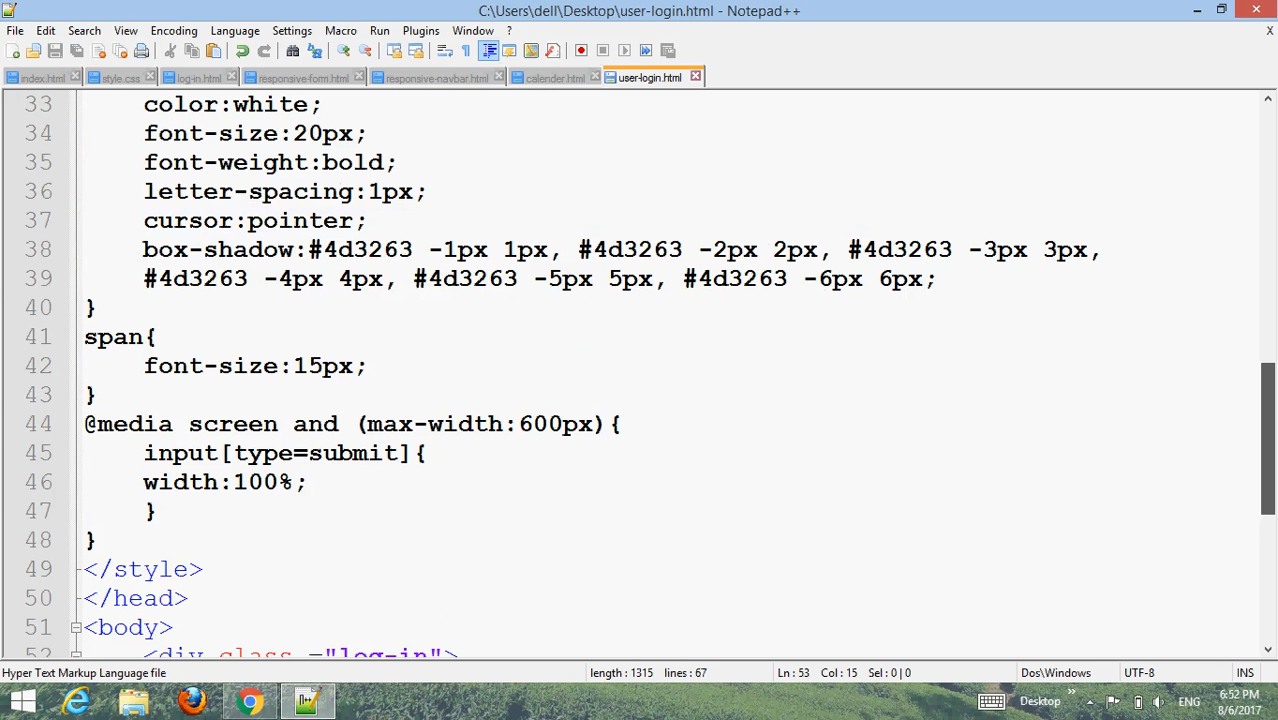 C:\Users\dell\Desktop\user-login.html - Notepad++
File Edit Search View Encoding Language Settings Macro Run Plugins Window ? X
index.html style.css log-in.html responsive-form.html responsive-navbar.html calender.html user-login.html
33 color:white;
34 font-size:20px;
35 font-weight:bold;
36 letter-spacing:1px;
37 cursor:pointer;
38 box-shadow:#4d3263 -1px 1px, #4d3263 -2px 2px, #4d3263 -3px 3px,
39 #4d3263 -4px 4px, #4d3263 -5px 5px, #4d3263 -6px 6px;
40 }
41 span{
42 font-size:15px;
43 }
44 @media screen and (max-width:600px){
45 input[type=submit]{
46 width:100%;
47 }
48 }
49 </style>
50 </head>
51 <body>
52 <div class ="log-in">
Hyper Text Markup Language file length : 1315 lines : 67 Ln : 53 Col : 15 Sel : 0 | 0 Dos\Windows UTF-8 INS
Desktop » ENG 6:52 PM
8/6/2017